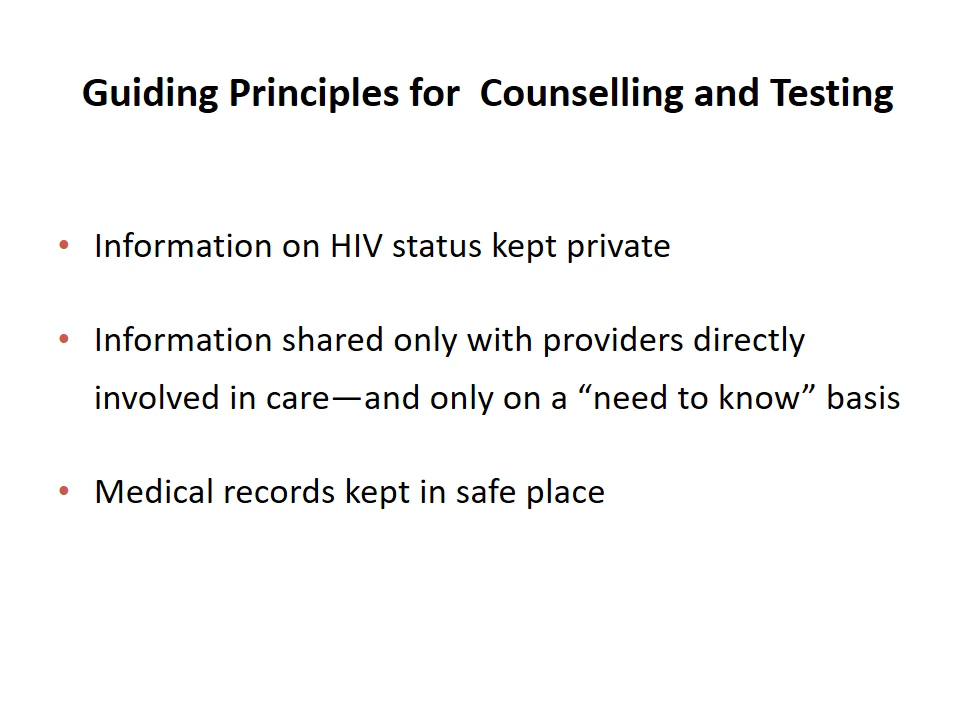 Guiding Principles for  Counselling and Testing
• Information on HIV status kept private
• Information shared only with providers directly
involved in care—and only on a “need to know” basis
• Medical records kept in safe place